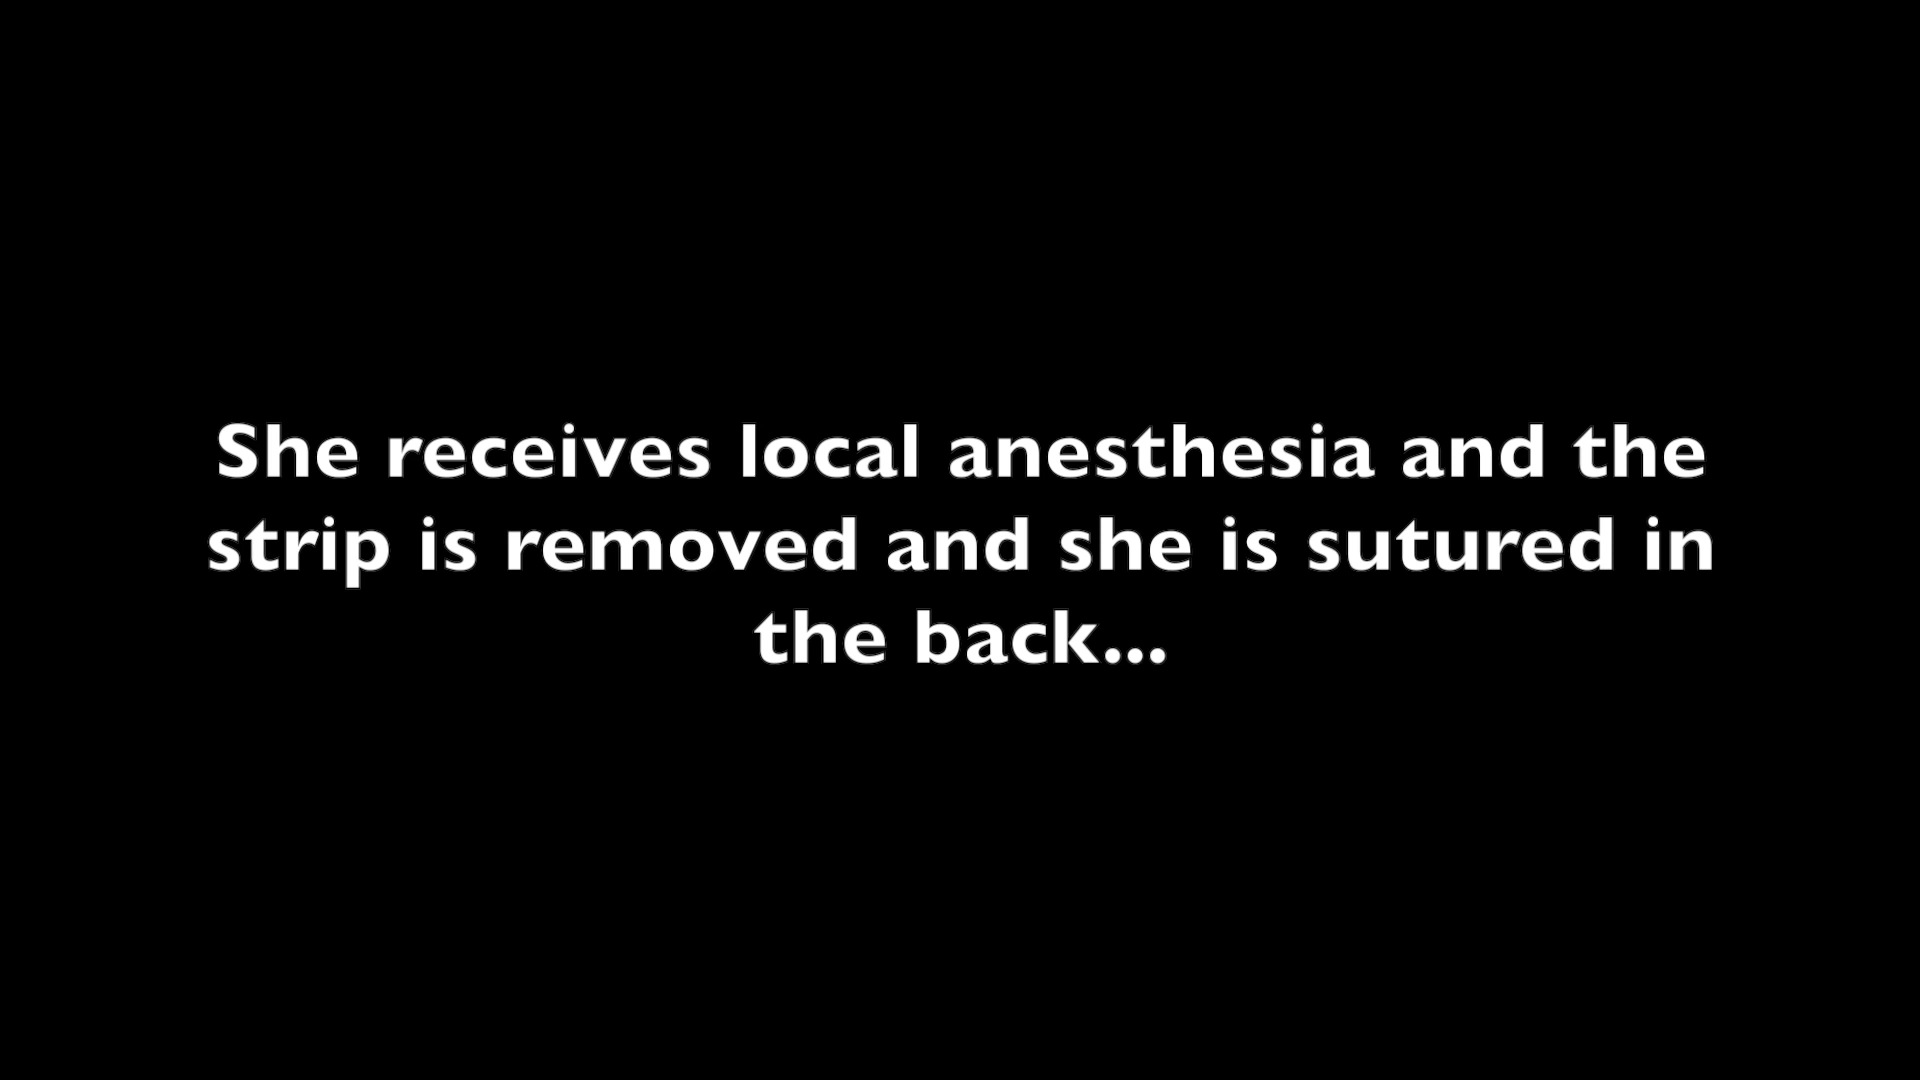 She receives local anesthesia and the
strip is removed and she is sutured in
the back...